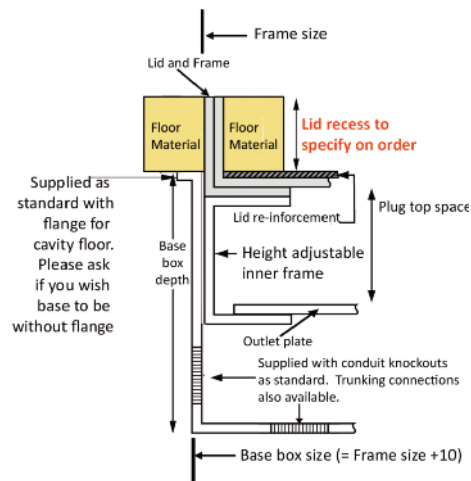 Frame size
Lid and Frame
Floor
Material
Floor
Material
Lid recess to
specify on order
Supplied as
standard with
flange for
cavity floor.
Please ask
if you wish
base to be
without flange
Lid re-inforcement
Plug top space
Base
box
depth
Height adjustable
inner frame
Outlet plate
Supplied with conduit knockouts
as standard.  Trunking connections
also available.
Base box size (= Frame size +10)